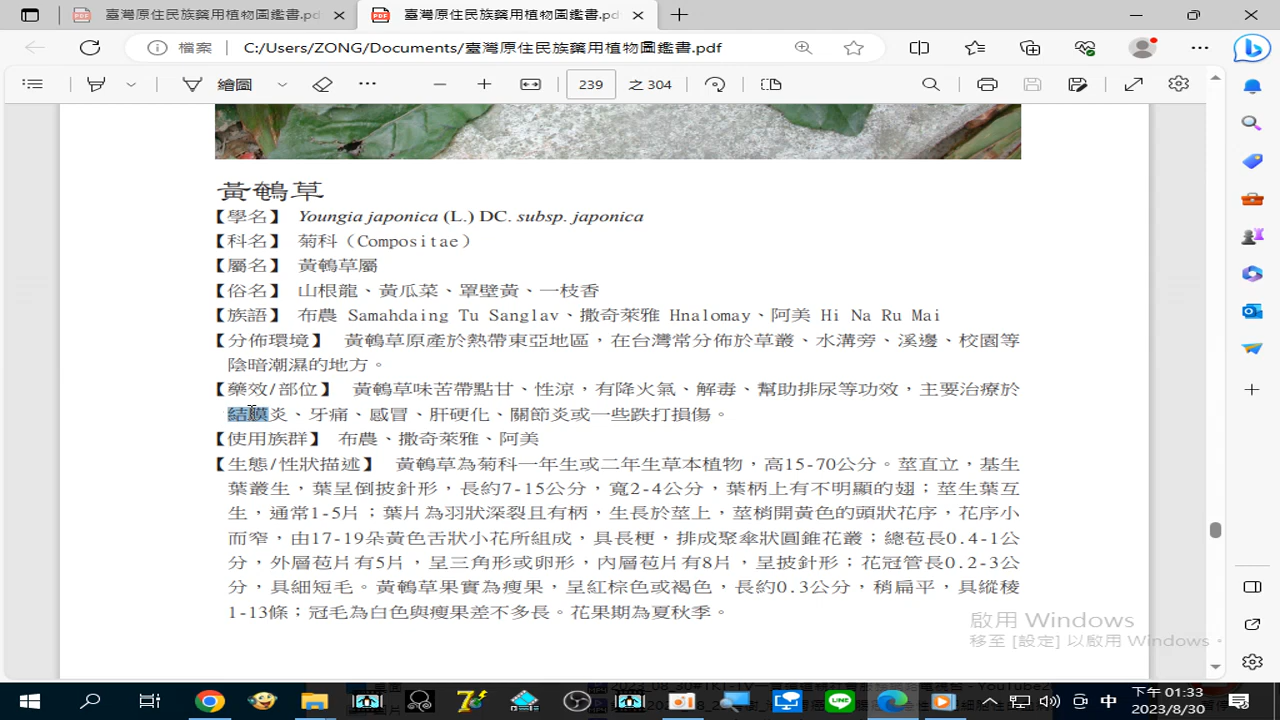 臺灣原住民族藥用植物圖鑑書.pd
臺灣原住民族藥用植物圖鑑書.pd
檔案
C:/Users/ZONG/Documents/臺灣原住民族藥用植物圖鑑書.pdf
繪圖
239 之 304
黃鵪草
【學名】 Youngia japonica (L.) DC. subsp. japonica
【科名】 菊科（Compositae）
【屬名】 黃鵪草屬
【俗名】 山根龍、黃瓜菜、罩壁黃、一枝香
【族語】 布農 Samahdaing Tu Sanglav、撒奇萊雅 Hnalomay、阿美 Hi Na Ru Mai
【分佈環境】 黃鵪草原產於熱帶東亞地區，在台灣常分佈於草叢、水溝旁、溪邊、校園等
陰暗潮濕的地方。
【藥效/部位】 黃鵪草味苦帶點甘、性涼，有降火氣、解毒、幫助排尿等功效，主要治療於
結膜炎、牙痛、感冒、肝硬化、關節炎或一些跌打損傷。
【使用族群】 布農、撒奇萊雅、阿美
【生態/性狀描述】 黃鵪草為菊科一年生或二年生草本植物，高15-70公分。莖直立，基生
葉叢生，葉呈倒披針形，長約7-15公分，寬2-4公分，葉柄上有不明顯的翅；莖生葉互
生，通常1-5片；葉片為羽狀深裂且有柄，生長於莖上，莖梢開黃色的頭狀花序，花序小
而窄，由17-19朵黃色舌狀小花所組成，具長梗，排成聚傘狀圓錐花叢；總苞長0.4-1公
分，外層苞片有5片，呈三角形或卵形，內層苞片有8片，呈披針形；花冠管長0.2-3公
分，具細短毛。黃鵪草果實為瘦果，呈紅棕色或褐色，長約0.3公分，稍扁平，具縱稜
1-13條；冠毛為白色與瘦果差不多長。花果期為夏秋季。
啟用 Windows
移至 [設定] 以啟用 Windows。
中
下午 01:33
2023/8/30